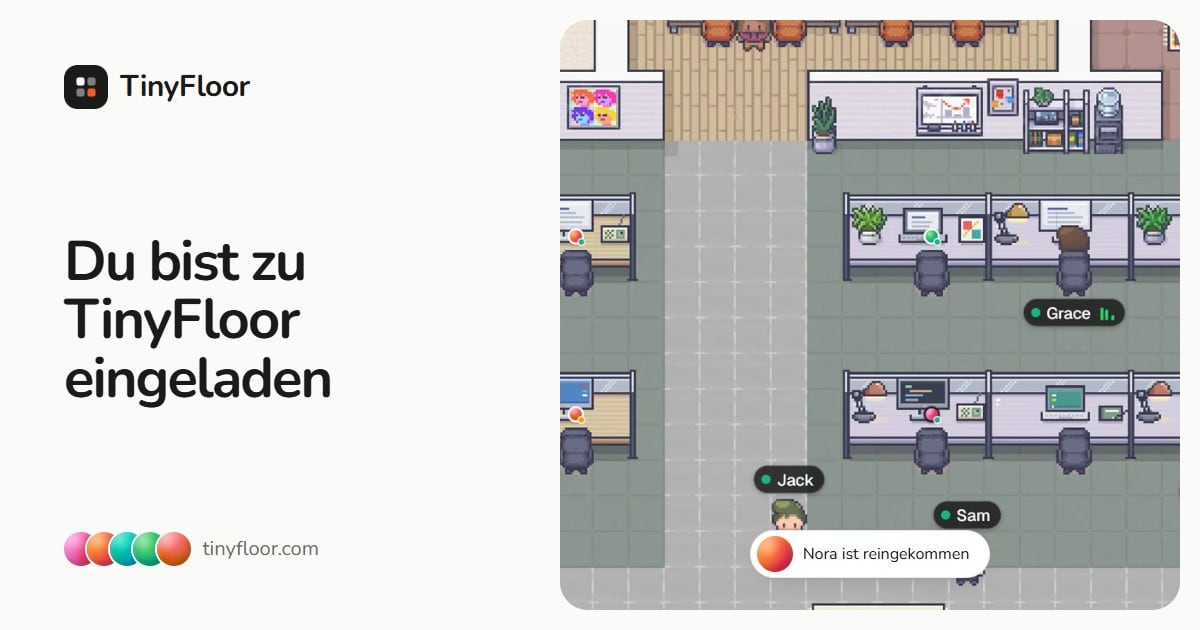 TinyFloor
Du bist zu
TinyFloor
eingeladen
tinyfloor.com
Grace
Jack
Sam
Nora ist reingekommen